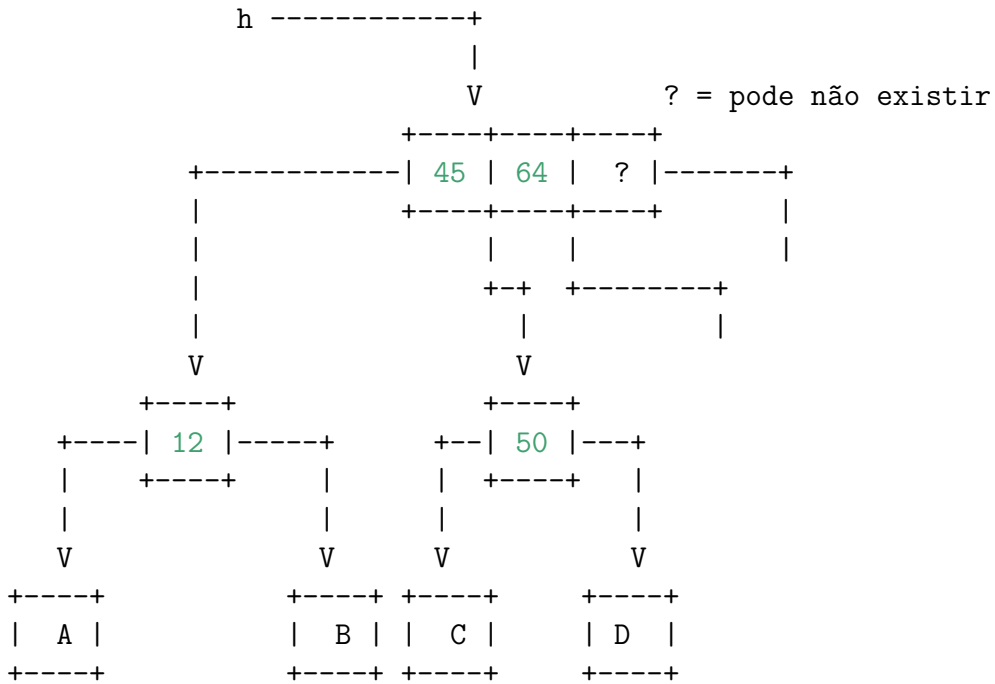 h ------------+
|
V ? = pode não existir
+----+----+----+
+------------| 45 | 64 | ? |-------+
| +----+----+----+ |
| | | |
| +-+ +--------+
| | |
V V
+----+ +----+
+----| 12 |-----+ +--| 50 |---+
| +----+ | | +----+ |
| | | |
V V V V
+----+ +----+ +----+ +----+
| A | | B | | C | | D |
+----+ +----+ +----+ +----+